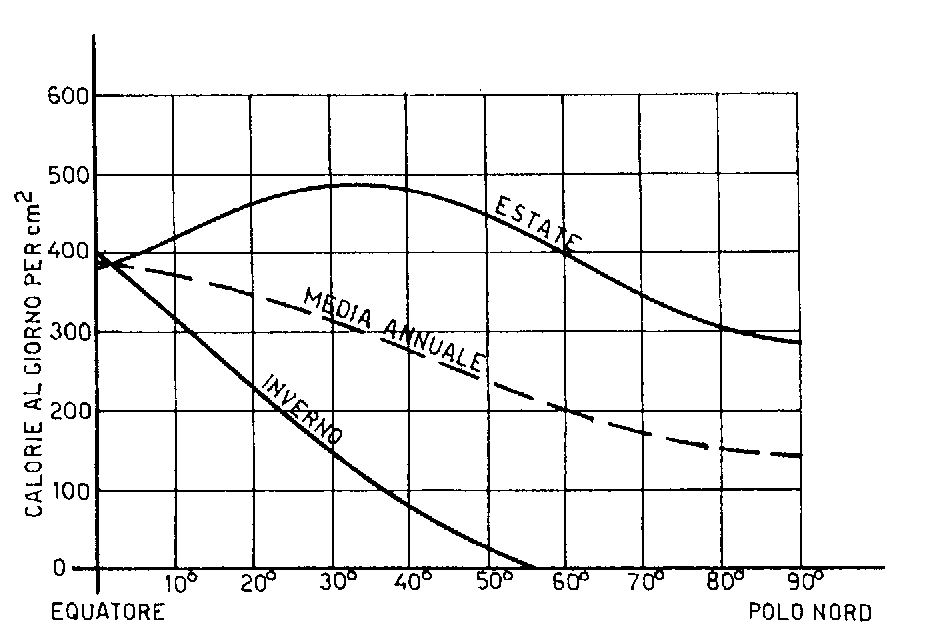 600
500
400
300
200
100
0
CALORIE AL GIORNO PER cm²
ESTATE
MEDIA ANNUALE
INVERNO
10° 20° 30° 40° 50° 60° 70° 80° 90°
EQUATORE POLO NORD